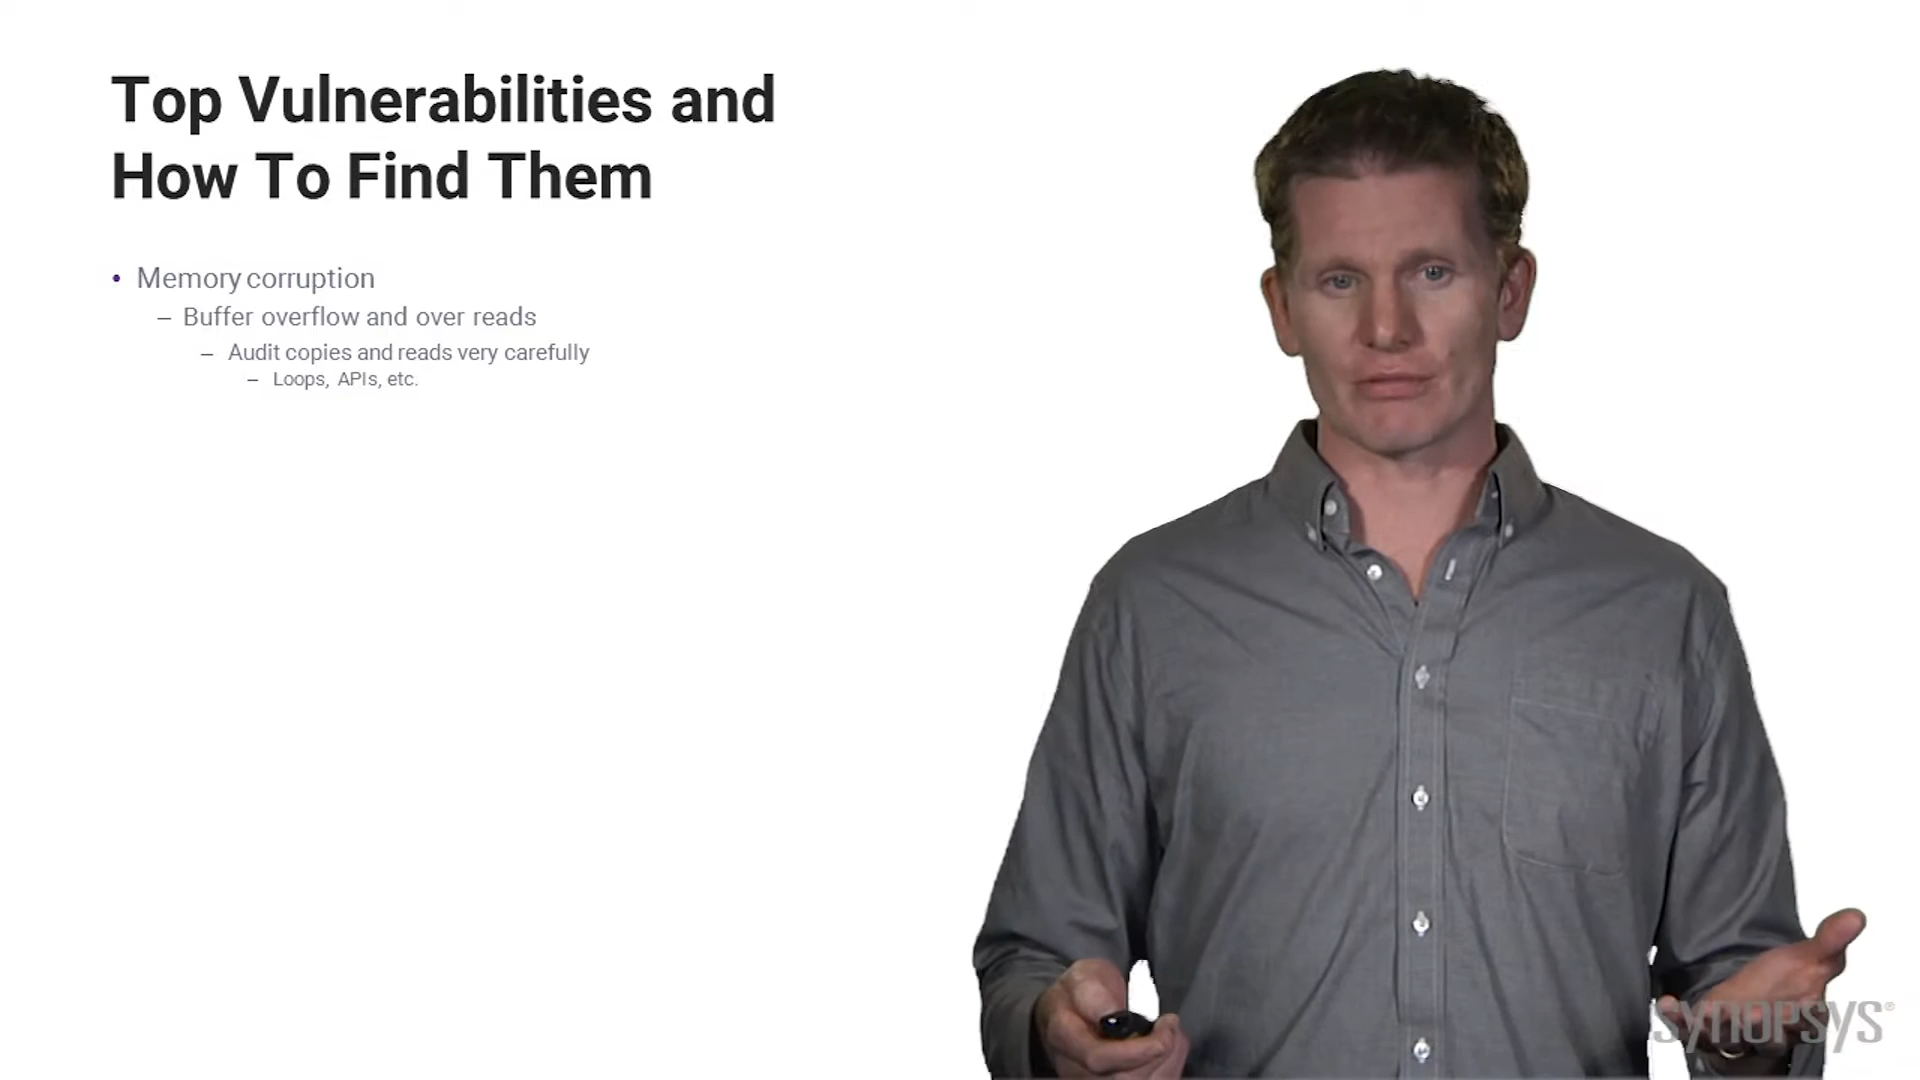 Top Vulnerabilities and
How To Find Them
• Memory corruption
– Buffer overflow and over reads
– Audit copies and reads very carefully
– Loops, APIs, etc.
SYNOPSYS®